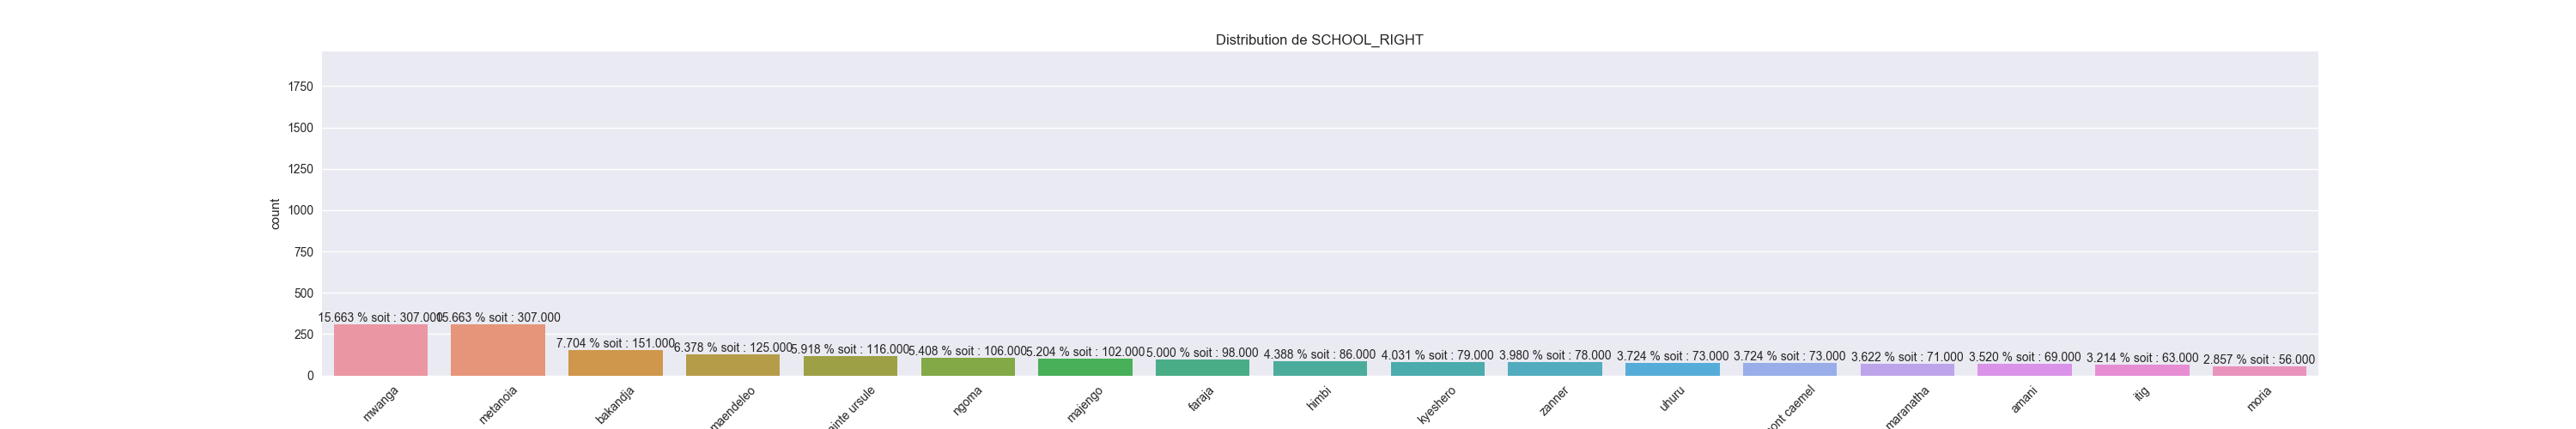 Distribution de SCHOOL_RIGHT
1750
1500
1250
1000
750
500
250
0
count
15.663 % soit : 307.000
15.663 % soit : 307.000
7.704 % soit : 151.000
6.378 % soit : 125.000
5.918 % soit : 116.000
5.408 % soit : 106.000
5.204 % soit : 102.000
5.000 % soit : 98.000
4.388 % soit : 86.000
4.031 % soit : 79.000
3.980 % soit : 78.000
3.724 % soit : 73.000
3.724 % soit : 73.000
3.622 % soit : 71.000
3.520 % soit : 69.000
3.214 % soit : 63.000
2.857 % soit : 56.000
mwanga
metanoia
bakandja
maendeleo
ursule
ngoma
majengo
faraja
himbi
kyeshero
zanner
uhuru
caemel
maranatha
amani
itig
moria